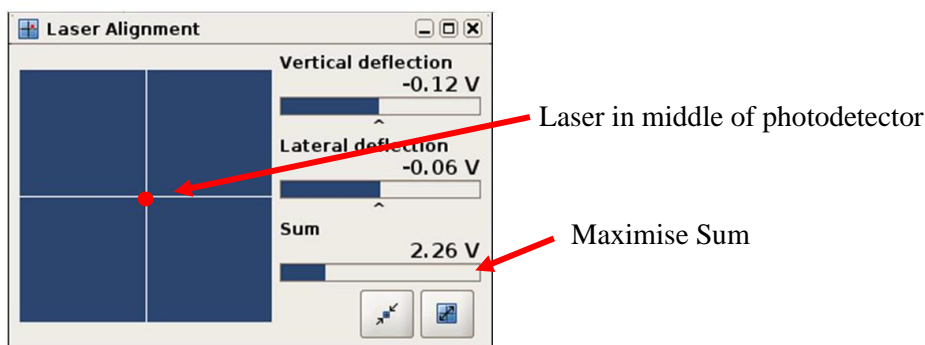 Laser Alignment
Vertical deflection
-0.12 V
Laser in middle of photodetector
Lateral deflection
-0.06 V
Sum
2.26 V
Maximise Sum